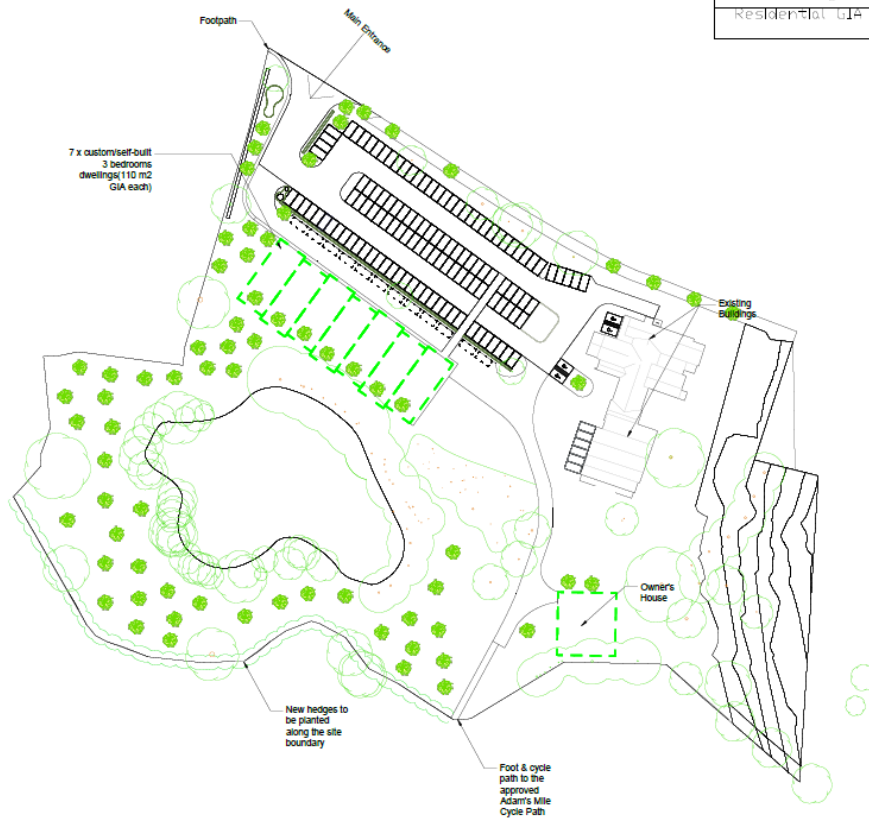 Residential GIA
Footpath
Main Entrance
7 x custom/self-built
3 bedrooms
dwellings(110 m2
GIA each)
Existing
Buildings
Owner's
House
New hedges to
be planted
along the site
boundary
Foot & cycle
path to the
approved
Adam's Mile
Cycle Path